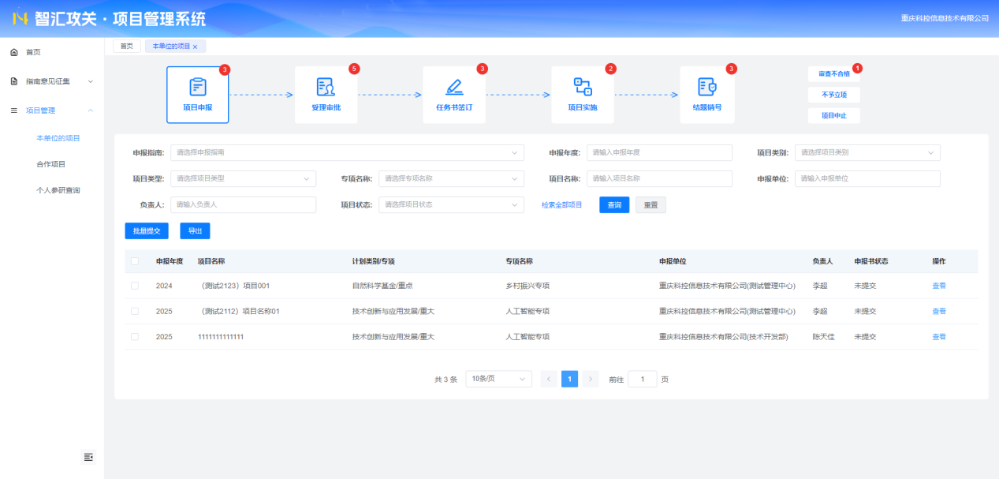 智汇攻关 · 项目管理系统
重庆科控信息技术有限公司
首页
本单位的项目 ×
首页
指南意见征集
项目管理
本单位的项目
合作项目
个人参研查询
3
项目申报
5
受理审批
3
任务书签订
2
项目实施
3
结题销号
审查不合格 1
不予立项
项目中止
申报指南: 请选择申报指南
申报年度: 请输入申报年度
项目类别: 请选择项目类别
项目类型: 请选择项目类型
专项名称: 请选择专项名称
项目名称: 请输入项目名称
申报单位: 请输入申报单位
负责人: 请输入负责人
项目状态: 请选择项目状态
检索全部项目 查询 重置
批量提交 导出
申报年度 项目名称 计划类别/专项 专项名称 申报单位 负责人 申报书状态 操作
2024 （测试2123）项目001 自然科学基金/重点 乡村振兴专项 重庆科控信息技术有限公司(测试管理中心) 李超 未提交 查看
2025 （测试2112）项目名称01 技术创新与应用发展/重大 人工智能专项 重庆科控信息技术有限公司(测试管理中心) 李超 未提交 查看
2025 1111111111111 技术创新与应用发展/重大 人工智能专项 重庆科控信息技术有限公司(技术开发部) 陈天佳 未提交 查看
共 3 条 10条/页 1 前往 1 页